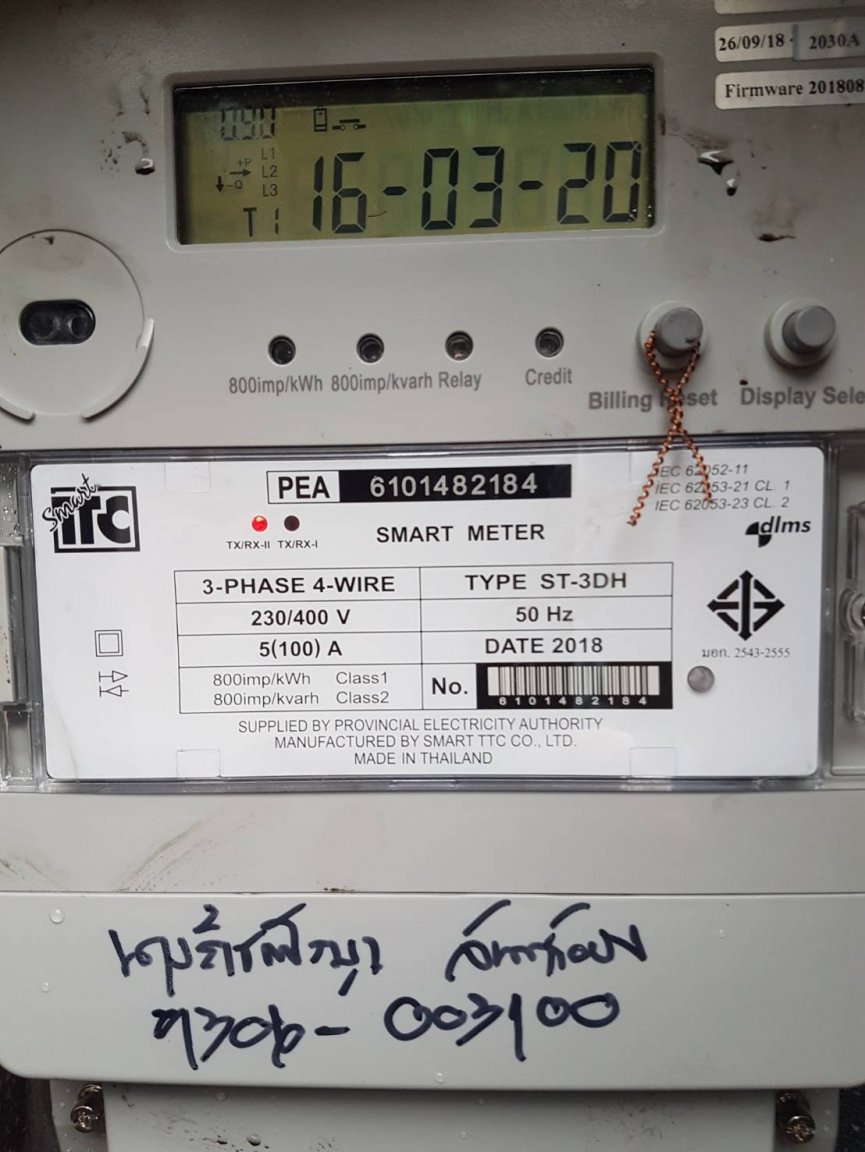 26/09/18 2030A
Firmware 201808
0.90
+P L1
-Q L2
L3
T1 16-03-20
800imp/kWh 800imp/kvarh Relay Credit Billing Reset Display Sele
Smart TTC
PEA 6101482184
IEC 62052-11
IEC 62053-21 CL. 1
IEC 62053-23 CL. 2
TX/RX-II TX/RX-I
SMART METER
dlms
3-PHASE 4-WIRE TYPE ST-3DH
230/400 V 50 Hz
5(100) A DATE 2018
มอก. 2543-2555
800imp/kWh Class1
800imp/kvarh Class2
No. 6101482184
SUPPLIED BY PROVINCIAL ELECTRICITY AUTHORITY
MANUFACTURED BY SMART TTC CO., LTD.
MADE IN THAILAND
003100